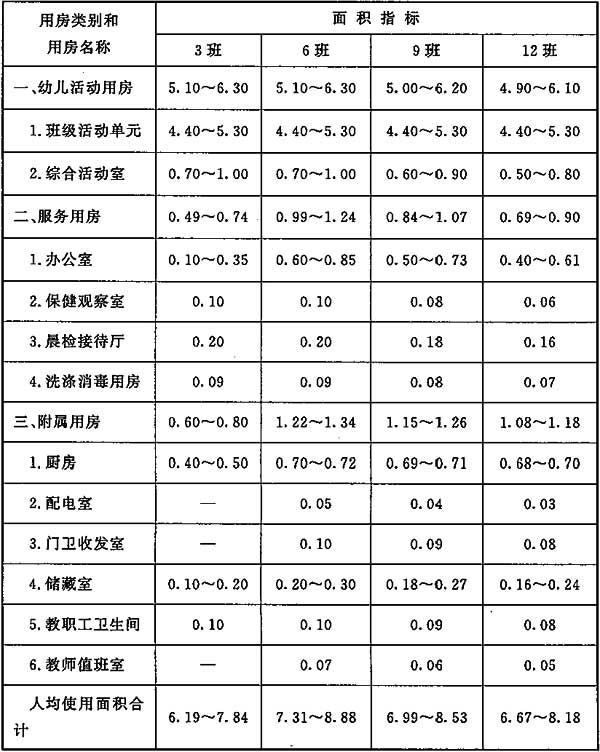 用房类别和用房名称 面积指标
3班 6班 9班 12班
一、幼儿活动用房 5.10～6.30 5.10～6.30 5.00～6.20 4.90～6.10
1.班级活动单元 4.40～5.30 4.40～5.30 4.40～5.30 4.40～5.30
2.综合活动室 0.70～1.00 0.70～1.00 0.60～0.90 0.50～0.80
二、服务用房 0.49～0.74 0.99～1.24 0.84～1.07 0.69～0.90
1.办公室 0.10～0.35 0.60～0.85 0.50～0.73 0.40～0.61
2.保健观察室 0.10 0.10 0.08 0.06
3.晨检接待厅 0.20 0.20 0.18 0.16
4.洗涤消毒用房 0.09 0.09 0.08 0.07
三、附属用房 0.60～0.80 1.22～1.34 1.15～1.26 1.08～1.18
1.厨房 0.40～0.50 0.70～0.72 0.69～0.71 0.68～0.70
2.配电室 — 0.05 0.04 0.03
3.门卫收发室 — 0.10 0.09 0.08
4.储藏室 0.10～0.20 0.20～0.30 0.18～0.27 0.16～0.24
5.教职工卫生间 0.10 0.10 0.09 0.08
6.教师值班室 — 0.07 0.06 0.05
人均使用面积合计 6.19～7.84 7.31～8.88 6.99～8.53 6.67～8.18